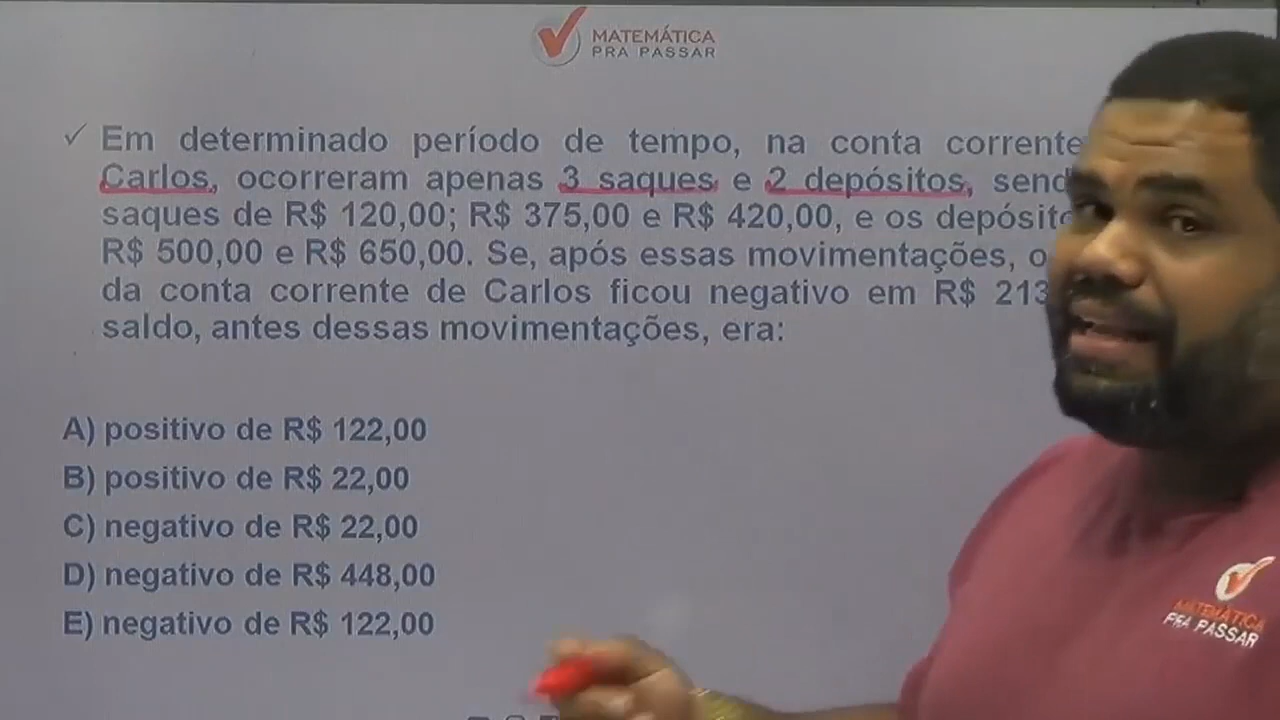 MATEMÁTICA
PRA PASSAR
Em determinado período de tempo, na conta corrente
Carlos, ocorreram apenas 3 saques e 2 depósitos,
saques de R$ 120,00; R$ 375,00 e R$ 420,00, e os
R$ 500,00 e R$ 650,00. Se, após essas movimentações, o
da conta corrente de Carlos ficou negativo em R$ 213
saldo, antes dessas movimentações, era:
A) positivo de R$ 122,00
B) positivo de R$ 22,00
C) negativo de R$ 22,00
D) negativo de R$ 448,00
E) negativo de R$ 122,00
MATEMÁTICA
PRA PASSAR